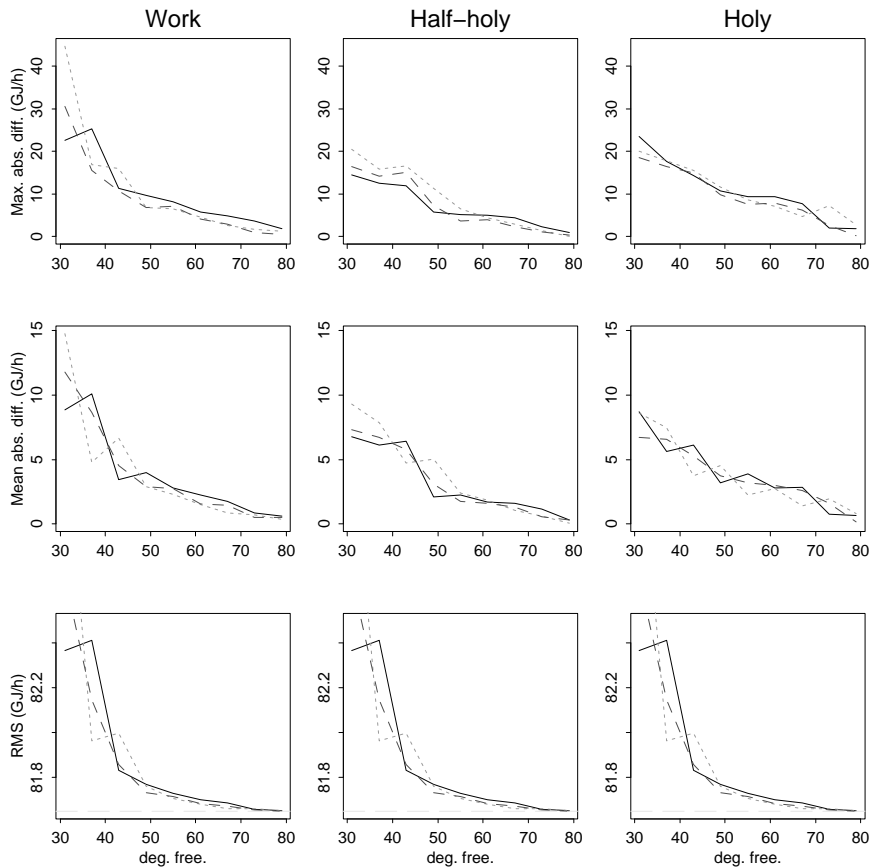 Work
Half-holy
Holy
Max. abs. diff. (GJ/h)
0 10 20 30 40
30 40 50 60 70 80
0 10 20 30 40
30 40 50 60 70 80
0 10 20 30 40
30 40 50 60 70 80
Mean abs. diff. (GJ/h)
0 5 10 15
30 40 50 60 70 80
0 5 10 15
30 40 50 60 70 80
0 5 10 15
30 40 50 60 70 80
RMS (GJ/h)
81.8 82.2
30 40 50 60 70 80
deg. free.
81.8 82.2
30 40 50 60 70 80
deg. free.
81.8 82.2
30 40 50 60 70 80
deg. free.